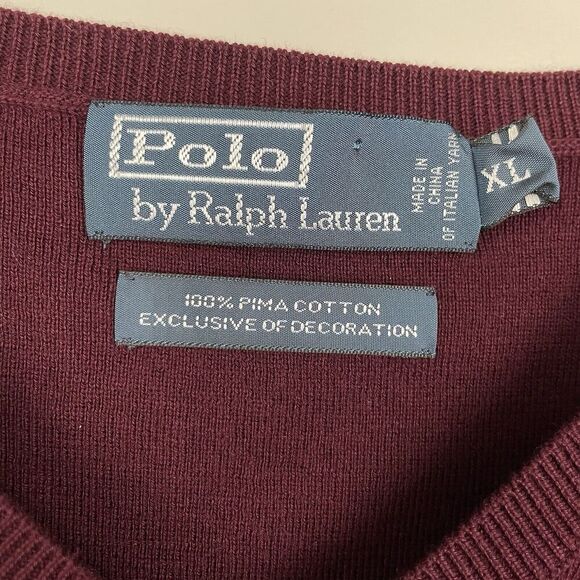 Polo
by Ralph Lauren
MADE IN
CHINA
OF ITALIAN YARN
XL
100% PIMA COTTON
EXCLUSIVE OF DECORATION